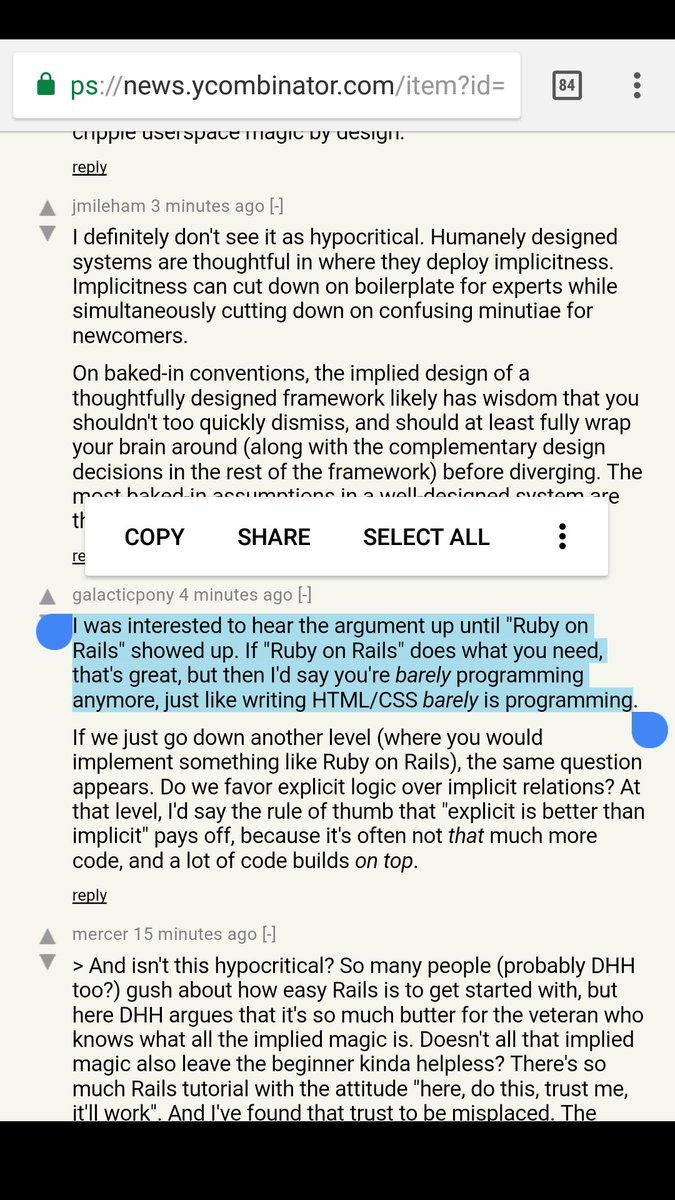 ps://news.ycombinator.com/item?id=
84
cripple userspace magic by design.
reply
jmileham 3 minutes ago [-]
I definitely don't see it as hypocritical. Humanely designed
systems are thoughtful in where they deploy implicitness.
Implicitness can cut down on boilerplate for experts while
simultaneously cutting down on confusing minutiae for
newcomers.
On baked-in conventions, the implied design of a
thoughtfully designed framework likely has wisdom that you
shouldn't too quickly dismiss, and should at least fully wrap
your brain around (along with the complementary design
decisions in the rest of the framework) before diverging. The
most baked-in assumptions in a well-designed system are
th
re
COPY SHARE SELECT ALL
galacticpony 4 minutes ago [-]
I was interested to hear the argument up until "Ruby on
Rails" showed up. If "Ruby on Rails" does what you need,
that's great, but then I'd say you're barely programming
anymore, just like writing HTML/CSS barely is programming.
If we just go down another level (where you would
implement something like Ruby on Rails), the same question
appears. Do we favor explicit logic over implicit relations? At
that level, I'd say the rule of thumb that "explicit is better than
implicit" pays off, because it's often not that much more
code, and a lot of code builds on top.
reply
mercer 15 minutes ago [-]
> And isn't this hypocritical? So many people (probably DHH
too?) gush about how easy Rails is to get started with, but
here DHH argues that it's so much butter for the veteran who
knows what all the implied magic is. Doesn't all that implied
magic also leave the beginner kinda helpless? There's so
much Rails tutorial with the attitude "here, do this, trust me,
it'll work". And I've found that trust to be misplaced. The